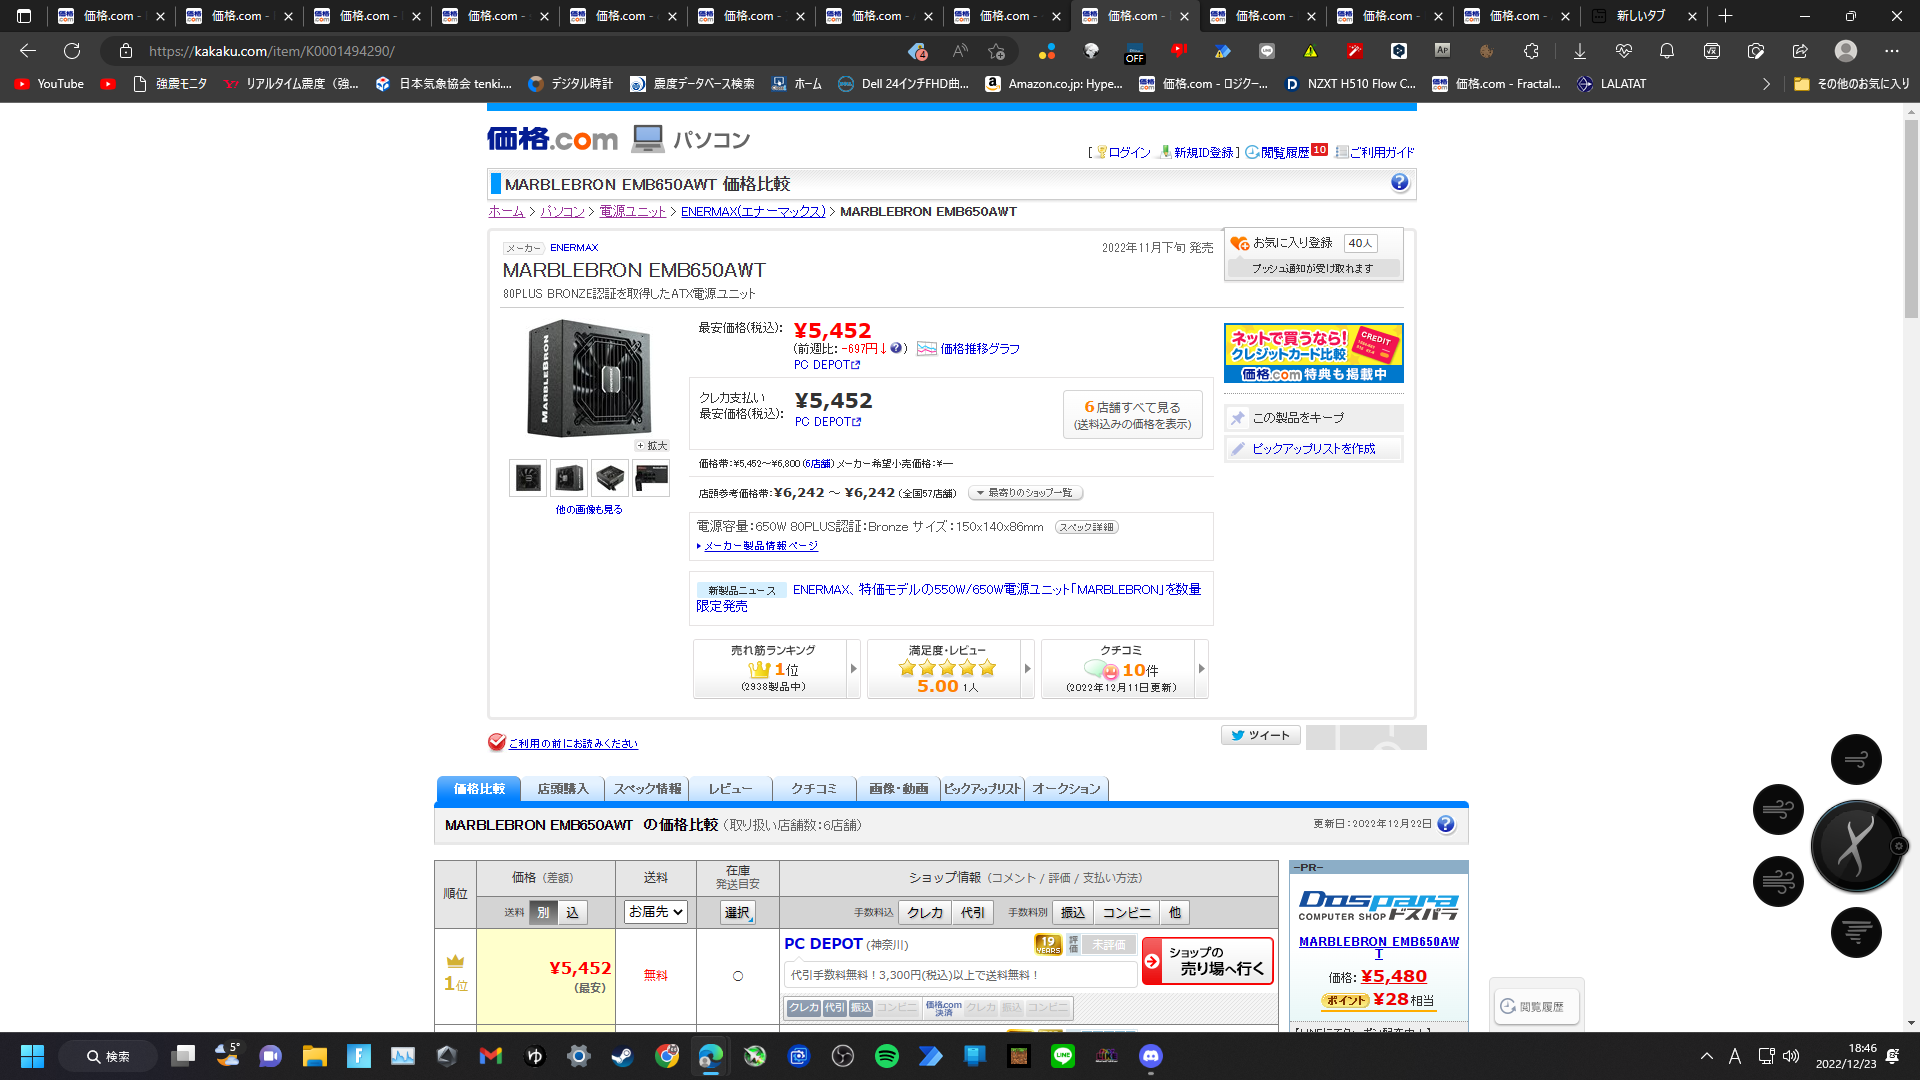 価格.com -
価格.com -
価格.com -
価格.com -
価格.com -
価格.com -
価格.com -
価格.com -
価格.com -
価格.com -
価格.com -
価格.com -
新しいタブ
https://kakaku.com/item/K0001494290/
4
OFF
AP
YouTube
強震モニタ
リアルタイム震度（強...
日本気象協会 tenki....
デジタル時計
震度データベース検索
ホーム
Dell 24インチFHD曲...
Amazon.co.jp: Hype...
価格.com - ロジクー...
NZXT H510 Flow C...
価格.com - Fractal...
LALATAT
その他のお気に入り
価格.com パソコン
[ ログイン 新規ID登録 ] 閲覧履歴 10 ご利用ガイド
MARBLEBRON EMB650AWT 価格比較
ホーム > パソコン > 電源ユニット > ENERMAX(エナーマックス) > MARBLEBRON EMB650AWT
メーカー ENERMAX
2022年11月下旬 発売
お気に入り登録 40人
プッシュ通知が受け取れます
MARBLEBRON EMB650AWT
80PLUS BRONZE認証を取得したATX電源ユニット
MARBLEBRON
+ 拡大
他の画像も見る
最安価格(税込): ¥5,452
(前週比: -697円↓) 価格推移グラフ
PC DEPOT
クレカ支払い
最安価格(税込): ¥5,452
PC DEPOT
6店舗すべて見る
(送料込みの価格を表示)
価格帯：¥5,452～¥6,800 (6店舗) メーカー希望小売価格：¥―
店頭参考価格帯：¥6,242 ～ ¥6,242 (全国57店舗) 最寄りのショップ一覧
電源容量：650W 80PLUS認証：Bronze サイズ：150x140x86mm スペック詳細
メーカー製品情報ページ
新製品ニュース ENERMAX、特価モデルの550W/650W電源ユニット「MARBLEBRON」を数量
限定発売
売れ筋ランキング
1位
(2938製品中)
満足度・レビュー
5.00 1人
クチコミ
10件
(2022年12月11日更新)
ネットで買うなら!
クレジットカード比較
CREDIT
価格.com 特典も掲載中
この製品をキープ
ピックアップリストを作成
ご利用の前にお読みください
ツイート
価格比較 店頭購入 スペック情報 レビュー クチコミ 画像・動画 ピックアップリスト オークション
MARBLEBRON EMB650AWT の価格比較 (取り扱い店舗数：6店舗)
更新日：2022年12月22日
順位
価格 (差額)
送料
在庫
発送目安
ショップ情報 (コメント / 評価 / 支払い方法)
送料 別 込
お届先
選択
手数料込 クレカ 代引 手数料別 振込 コンビニ 他
1位
¥5,452
(最安)
無料
○
PC DEPOT (神奈川)
19 YEARS
評価 未評価
代引手数料無料！3,300円(税込)以上で送料無料！
クレカ 代引 振込 コンビニ 価格.com決済 クレカ 振込 コンビニ
ショップの
売り場へ行く
-PR-
Dospara
COMPUTER SHOP ドスパラ
MARBLEBRON EMB650AW
T
価格: ¥5,480
ポイント ¥28 相当
閲覧履歴
検索
5°
A
18:46
2022/12/23